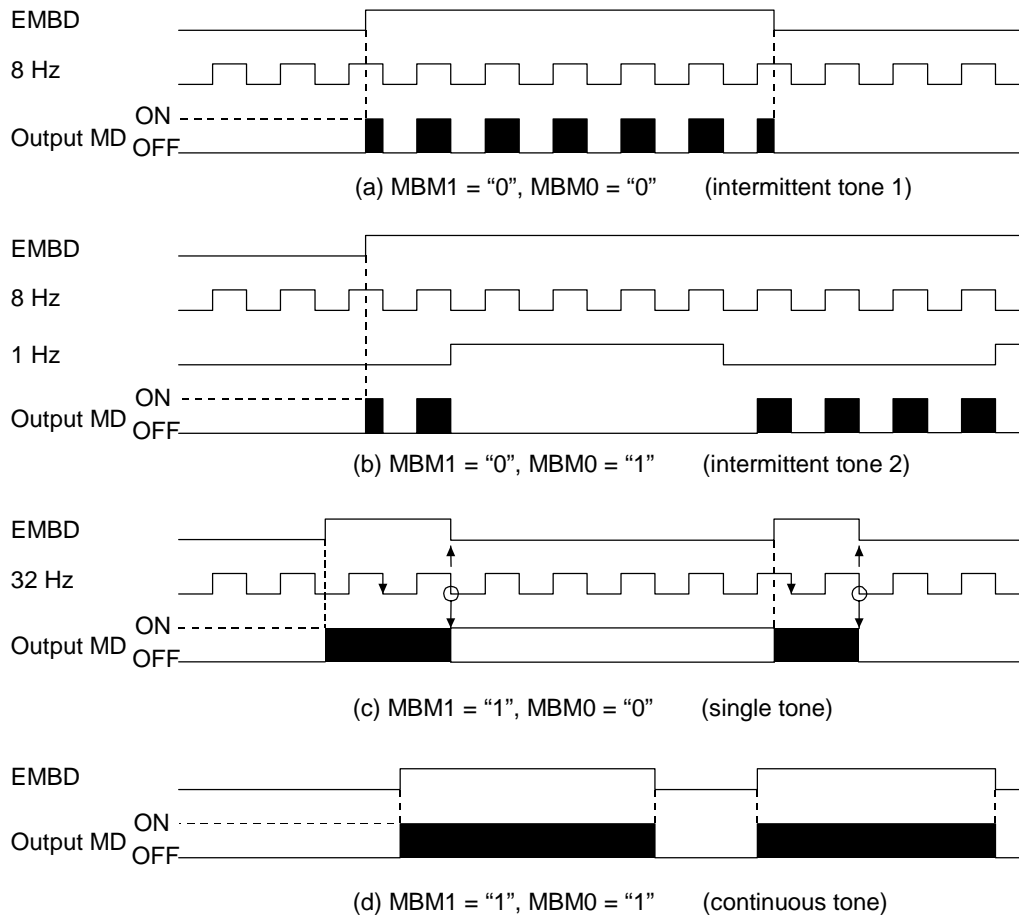 EMBD
8 Hz
ON
Output MD
OFF
(a) MBM1 = “0”, MBM0 = “0” (intermittent tone 1)
EMBD
8 Hz
1 Hz
ON
Output MD
OFF
(b) MBM1 = “0”, MBM0 = “1” (intermittent tone 2)
EMBD
32 Hz
ON
Output MD
OFF
(c) MBM1 = “1”, MBM0 = “0” (single tone)
EMBD
ON
Output MD
OFF
(d) MBM1 = “1”, MBM0 = “1” (continuous tone)